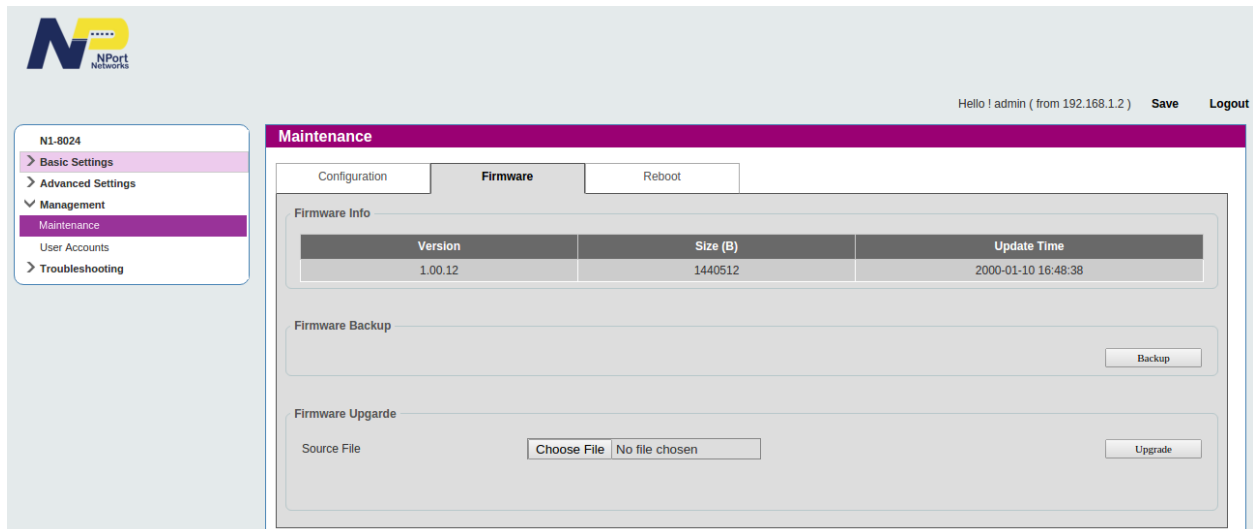 NPort
Networks
Hello ! admin ( from 192.168.1.2 ) Save Logout
N1-8024
Basic Settings
Advanced Settings
Management
Maintenance
User Accounts
Troubleshooting
Maintenance
Configuration Firmware Reboot
Firmware Info
Version Size (B) Update Time
1.00.12 1440512 2000-01-10 16:48:38
Firmware Backup
Backup
Firmware Upgarde
Source File Choose File No file chosen Upgrade